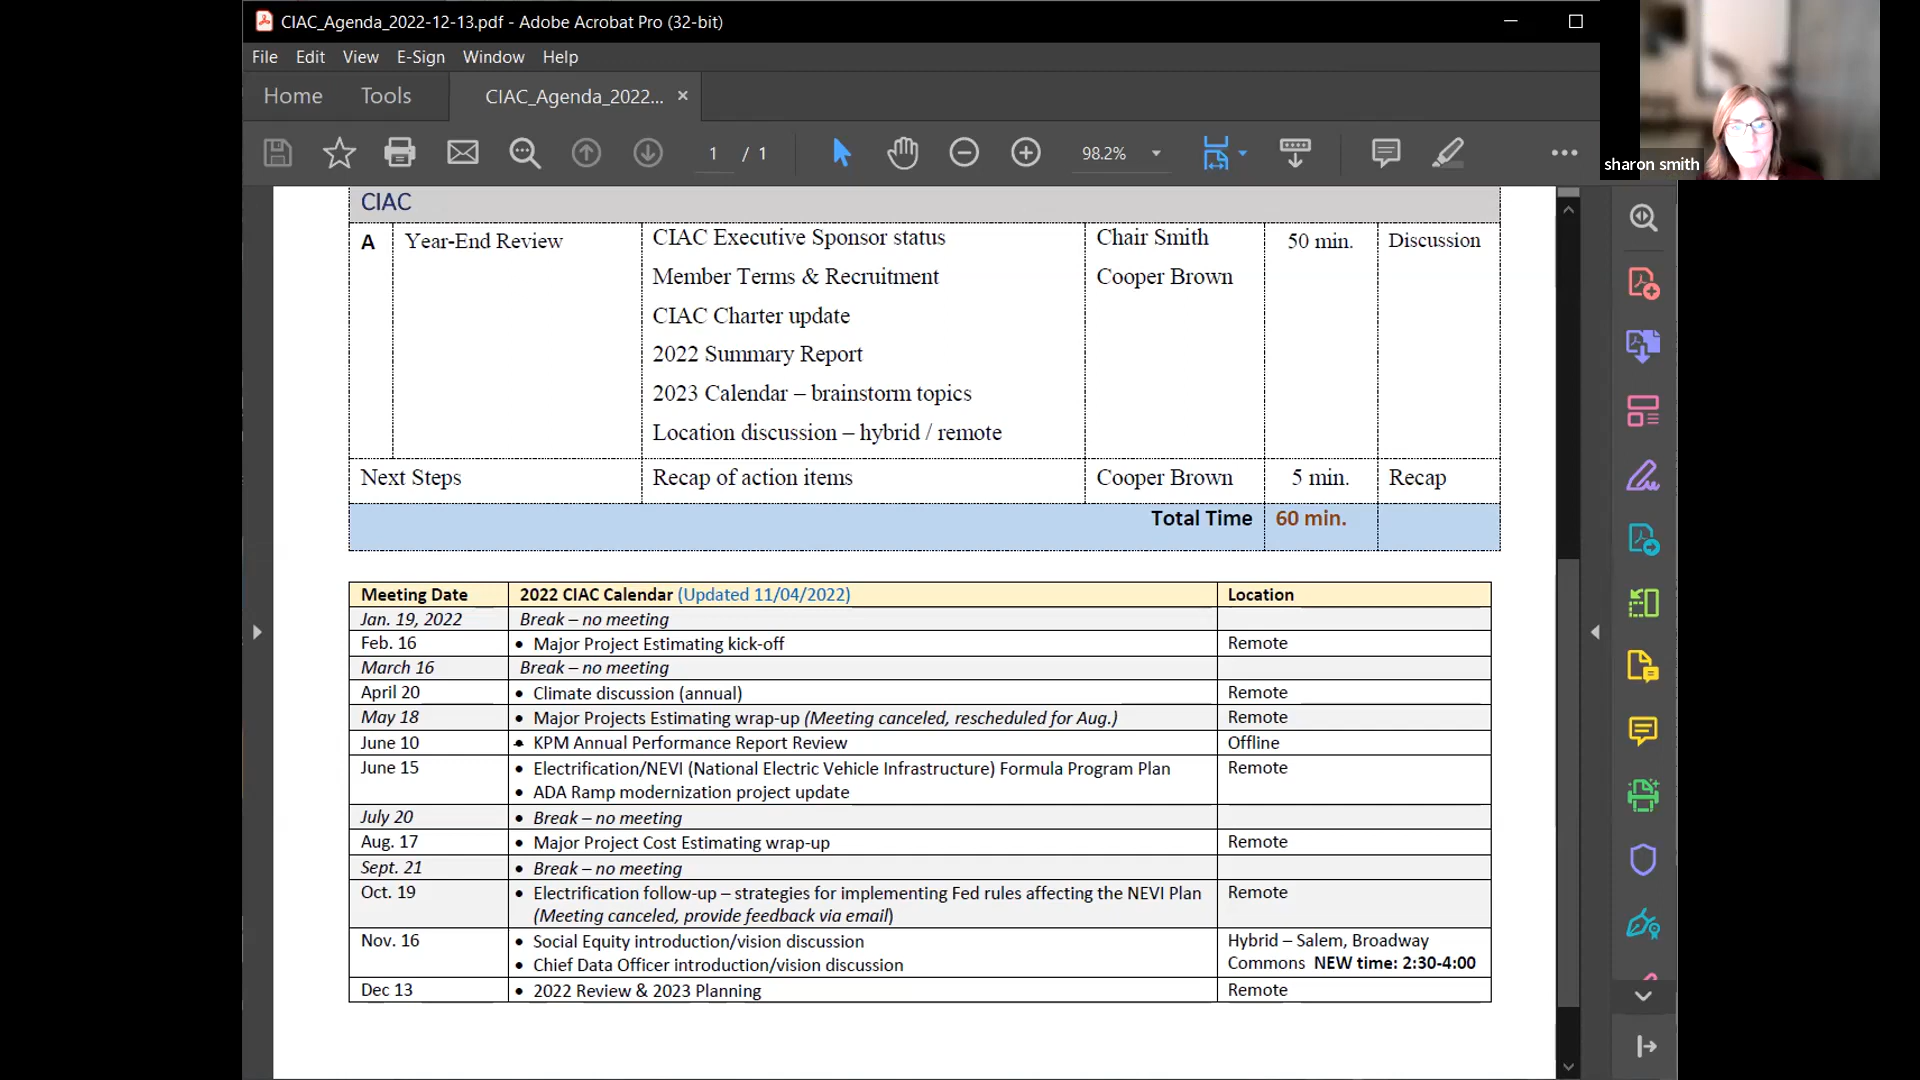 CIAC_Agenda_2022-12-13.pdf - Adobe Acrobat Pro (32-bit)
File Edit View E-Sign Window Help
Home Tools CIAC_Agenda_2022... ×
1 / 1 98.2%
sharon smith
CIAC
A Year-End Review CIAC Executive Sponsor status Chair Smith 50 min. Discussion
Member Terms & Recruitment Cooper Brown
CIAC Charter update
2022 Summary Report
2023 Calendar – brainstorm topics
Location discussion – hybrid / remote
Next Steps Recap of action items Cooper Brown 5 min. Recap
Total Time 60 min.
Meeting Date 2022 CIAC Calendar (Updated 11/04/2022) Location
Jan. 19, 2022 Break – no meeting
Feb. 16 • Major Project Estimating kick-off Remote
March 16 Break – no meeting
April 20 • Climate discussion (annual) Remote
May 18 • Major Projects Estimating wrap-up (Meeting canceled, rescheduled for Aug.) Remote
June 10 • KPM Annual Performance Report Review Offline
June 15 • Electrification/NEVI (National Electric Vehicle Infrastructure) Formula Program Plan Remote
• ADA Ramp modernization project update
July 20 • Break – no meeting
Aug. 17 • Major Project Cost Estimating wrap-up Remote
Sept. 21 • Break – no meeting
Oct. 19 • Electrification follow-up – strategies for implementing Fed rules affecting the NEVI Plan Remote
(Meeting canceled, provide feedback via email)
Nov. 16 • Social Equity introduction/vision discussion Hybrid – Salem, Broadway
• Chief Data Officer introduction/vision discussion Commons NEW time: 2:30-4:00
Dec 13 • 2022 Review & 2023 Planning Remote